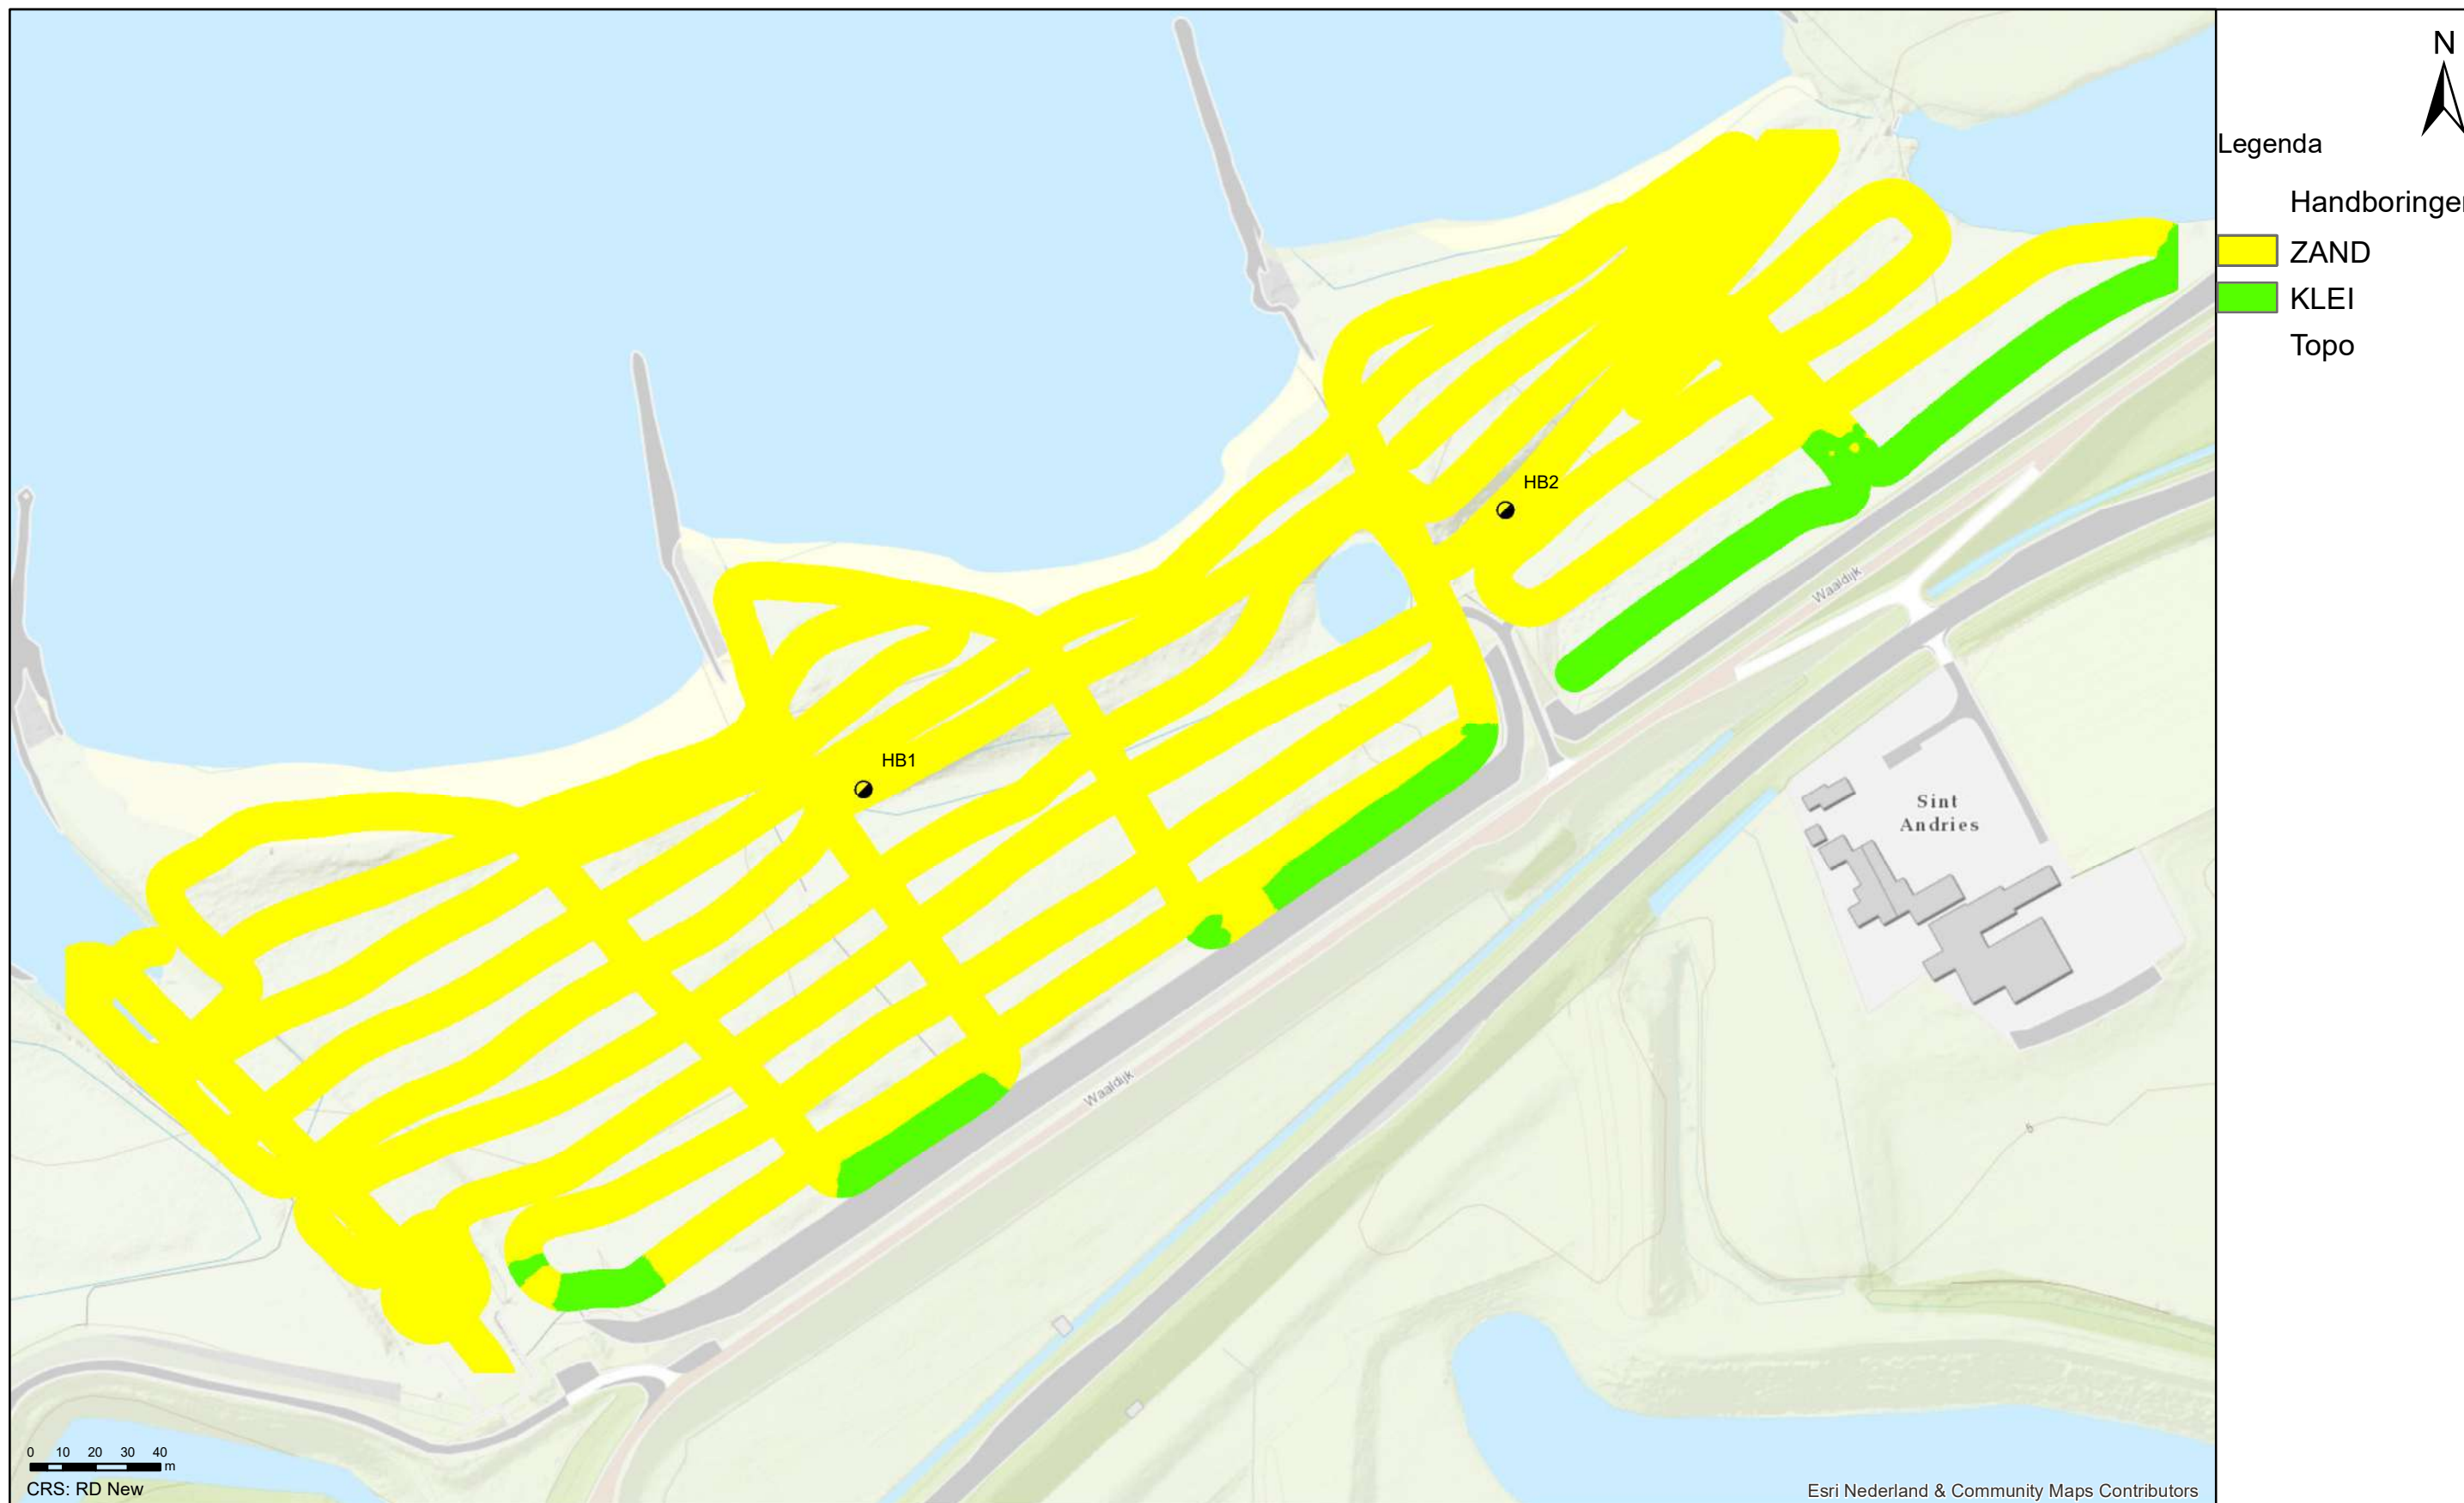 N
Legenda
Handboringen
ZAND
KLEI
Topo
HB2
Waaldijk
HB1
Sint
Andries
Waaldijk
0 10 20 30 40
m
CRS: RD New
Esri Nederland & Community Maps Contributors